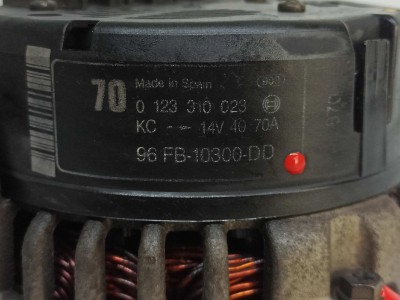 70 Made in Spain
0 123 310 023
KC 14V 40-70A
96 FB-10300-DD